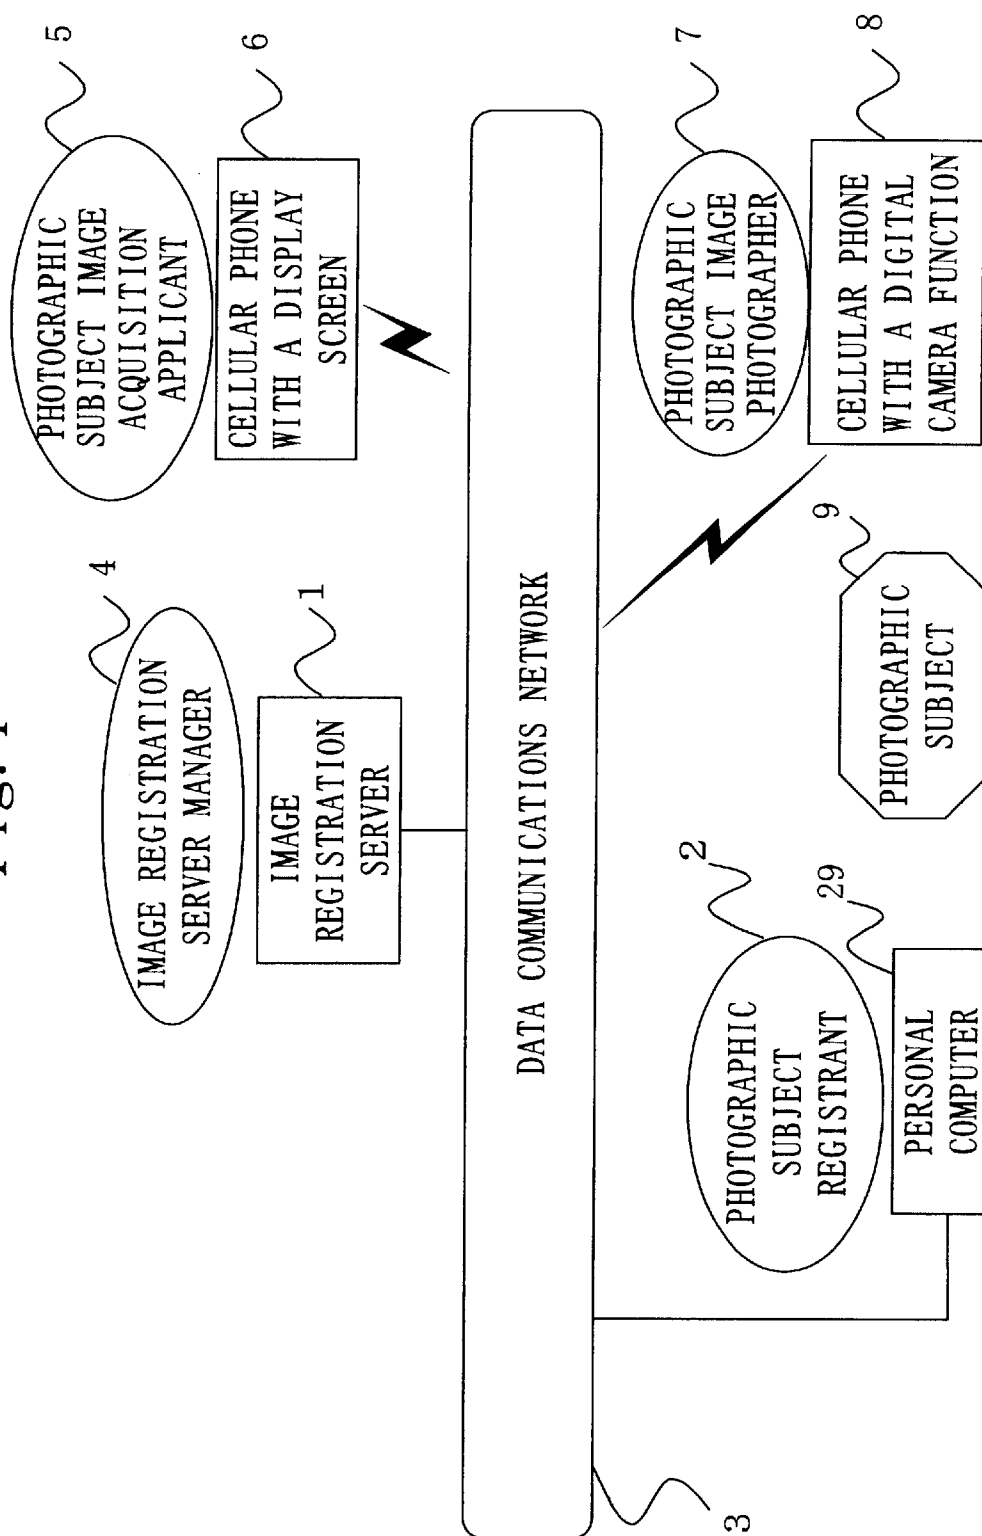 Fig. 1
4
IMAGE REGISTRATION
SERVER MANAGER
1
IMAGE
REGISTRATION
SERVER
5
PHOTOGRAPHIC
SUBJECT IMAGE
ACQUISITION
APPLICANT
6
CELLULAR PHONE
WITH A DISPLAY
SCREEN
DATA COMMUNICATIONS NETWORK
3
2
PHOTOGRAPHIC
SUBJECT
REGISTRANT
29
PERSONAL
COMPUTER
9
PHOTOGRAPHIC
SUBJECT
7
PHOTOGRAPHIC
SUBJECT IMAGE
PHOTOGRAPHER
8
CELLULAR PHONE
WITH A DIGITAL
CAMERA FUNCTION